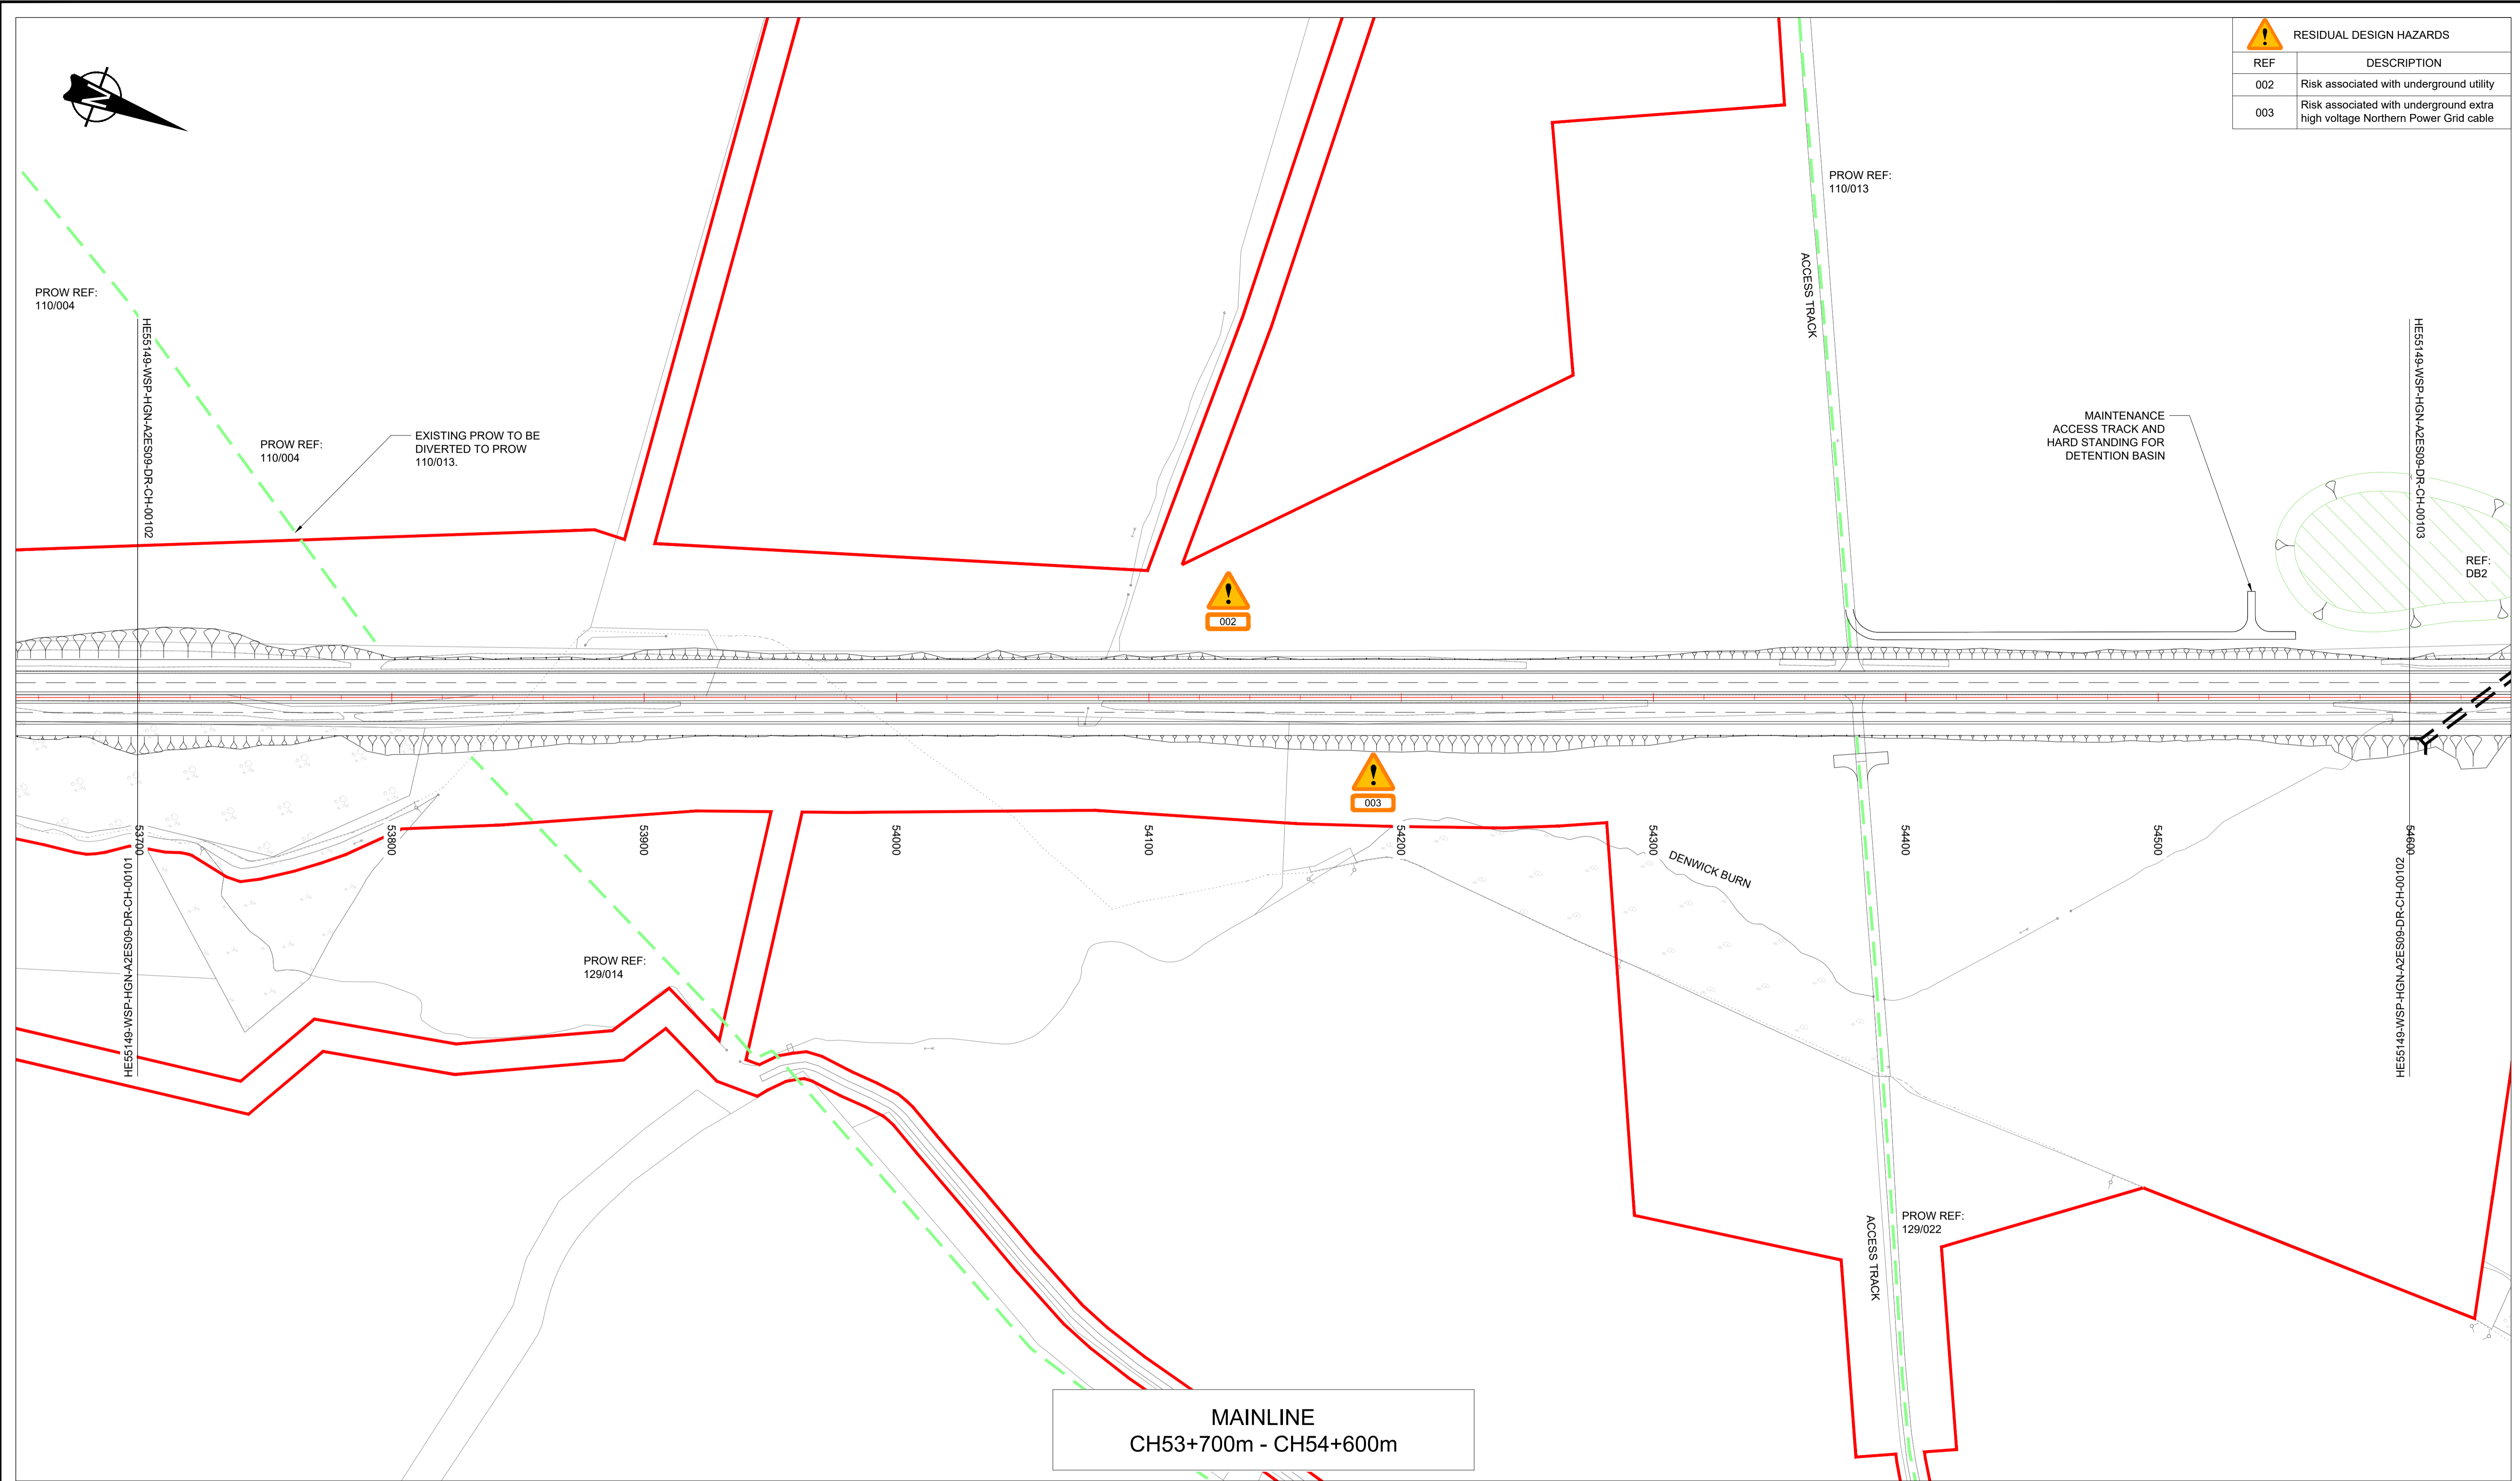 RESIDUAL DESIGN HAZARDS
REF
DESCRIPTION
002
Risk associated with underground utility
003
Risk associated with underground extra
high voltage Northern Power Grid cable
N
PROW REF:
110/013
ACCESS TRACK
PROW REF:
110/004
HE55149-WSP-HGN-A2ES09-DR-CH-00102
PROW REF:
110/004
EXISTING PROW TO BE
DIVERTED TO PROW
110/013.
MAINTENANCE
ACCESS TRACK AND
HARD STANDING FOR
DETENTION BASIN
HE55149-WSP-HGN-A2ES09-DR-CH-00103
REF:
DB2
002
003
53700
53800
53900
54000
54100
54200
54300
54400
54500
54600
DENWICK BURN
HE55149-WSP-HGN-A2ES09-DR-CH-00101
HE55149-WSP-HGN-A2ES09-DR-CH-00102
PROW REF:
129/014
PROW REF:
129/022
ACCESS TRACK
MAINLINE
CH53+700m - CH54+600m